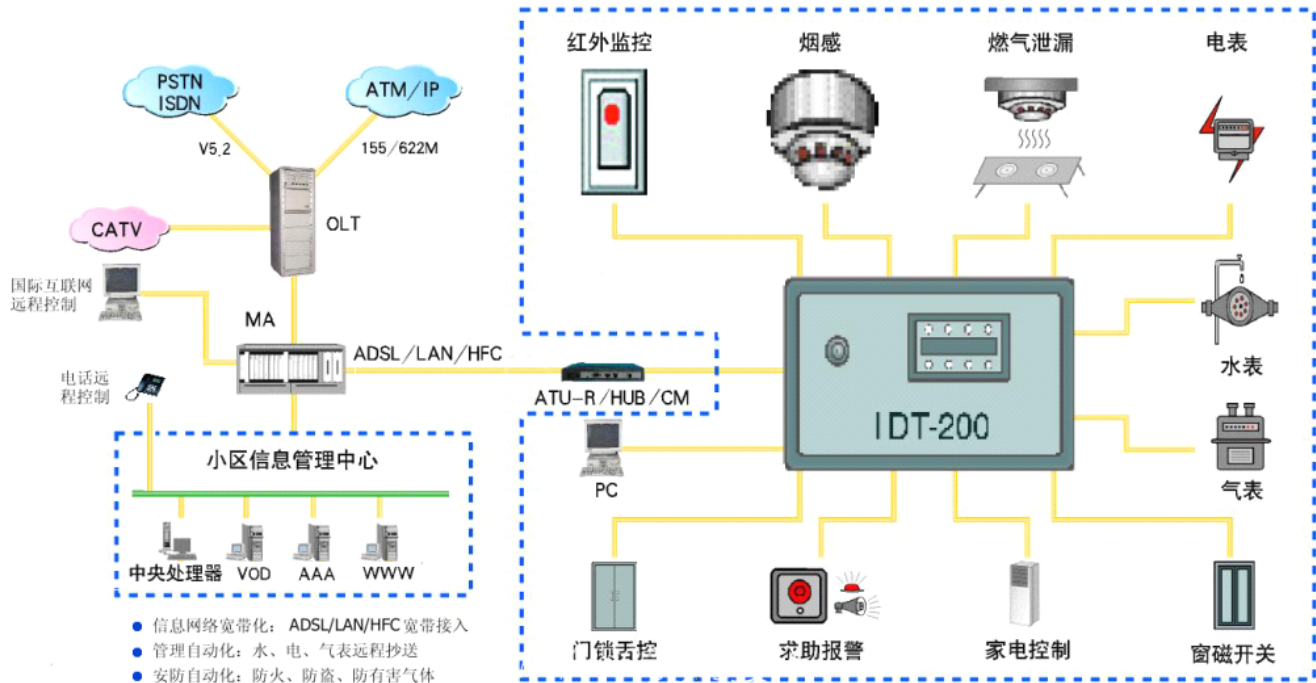 红外监控
烟感
燃气泄漏
电表
PSTN
ISDN
ATM/IP
V5.2
155/622M
OLT
CATV
国际互联网
远程控制
MA
ADSL/LAN/HFC
ATU-R/HUB/CM
电话远
程控制
水表
IDT-200
小区信息管理中心
PC
气表
中央处理器
VOD
AAA
WWW
门锁舌控
求助报警
家电控制
窗磁开关
● 信息网络宽带化： ADSL/LAN/HFC 宽带接入
● 管理自动化：水、电、气表远程抄送
● 安防自动化：防火、防盗、防有害气体